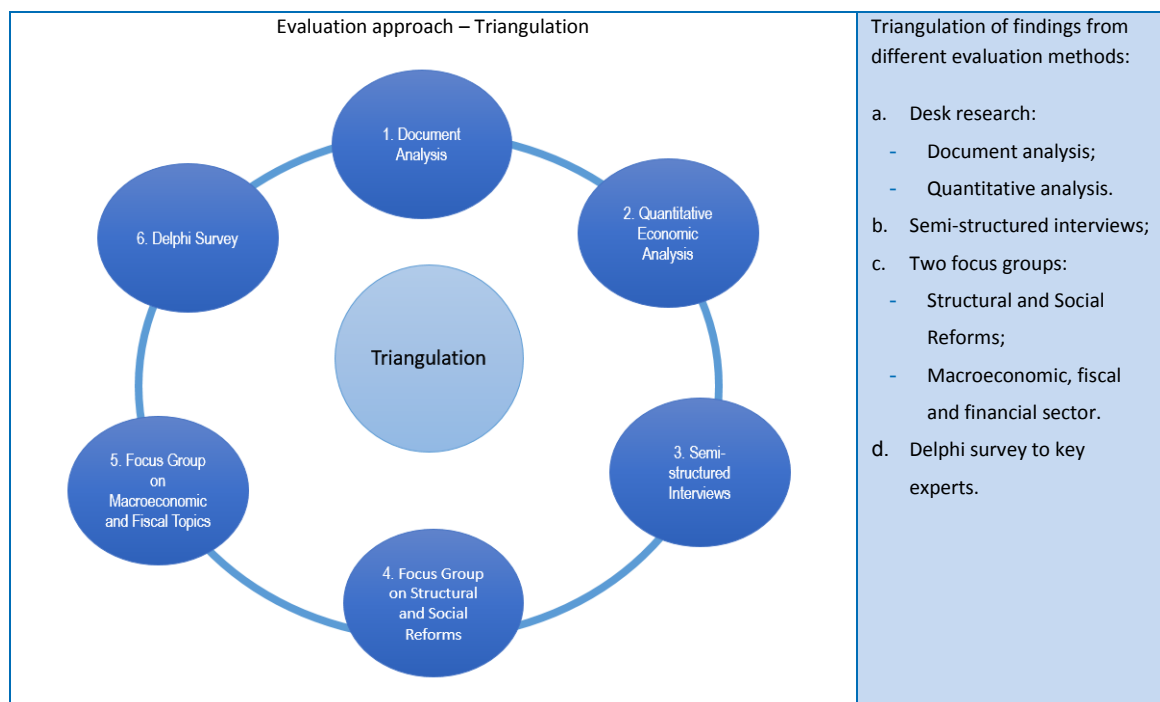 Evaluation approach – Triangulation
1. Document
Analysis
2. Quantitative
Economic
Analysis
3. Semi-
structured
Interviews
4. Focus Group
on Structural
and Social
Reforms
5. Focus Group
on
Macroeconomic
and Fiscal Topics
6. Delphi Survey
Triangulation
Triangulation of findings from
different evaluation methods:
a. Desk research:
- Document analysis;
- Quantitative analysis.
b. Semi-structured interviews;
c. Two focus groups:
- Structural and Social
Reforms;
- Macroeconomic, fiscal
and financial sector.
d. Delphi survey to key
experts.